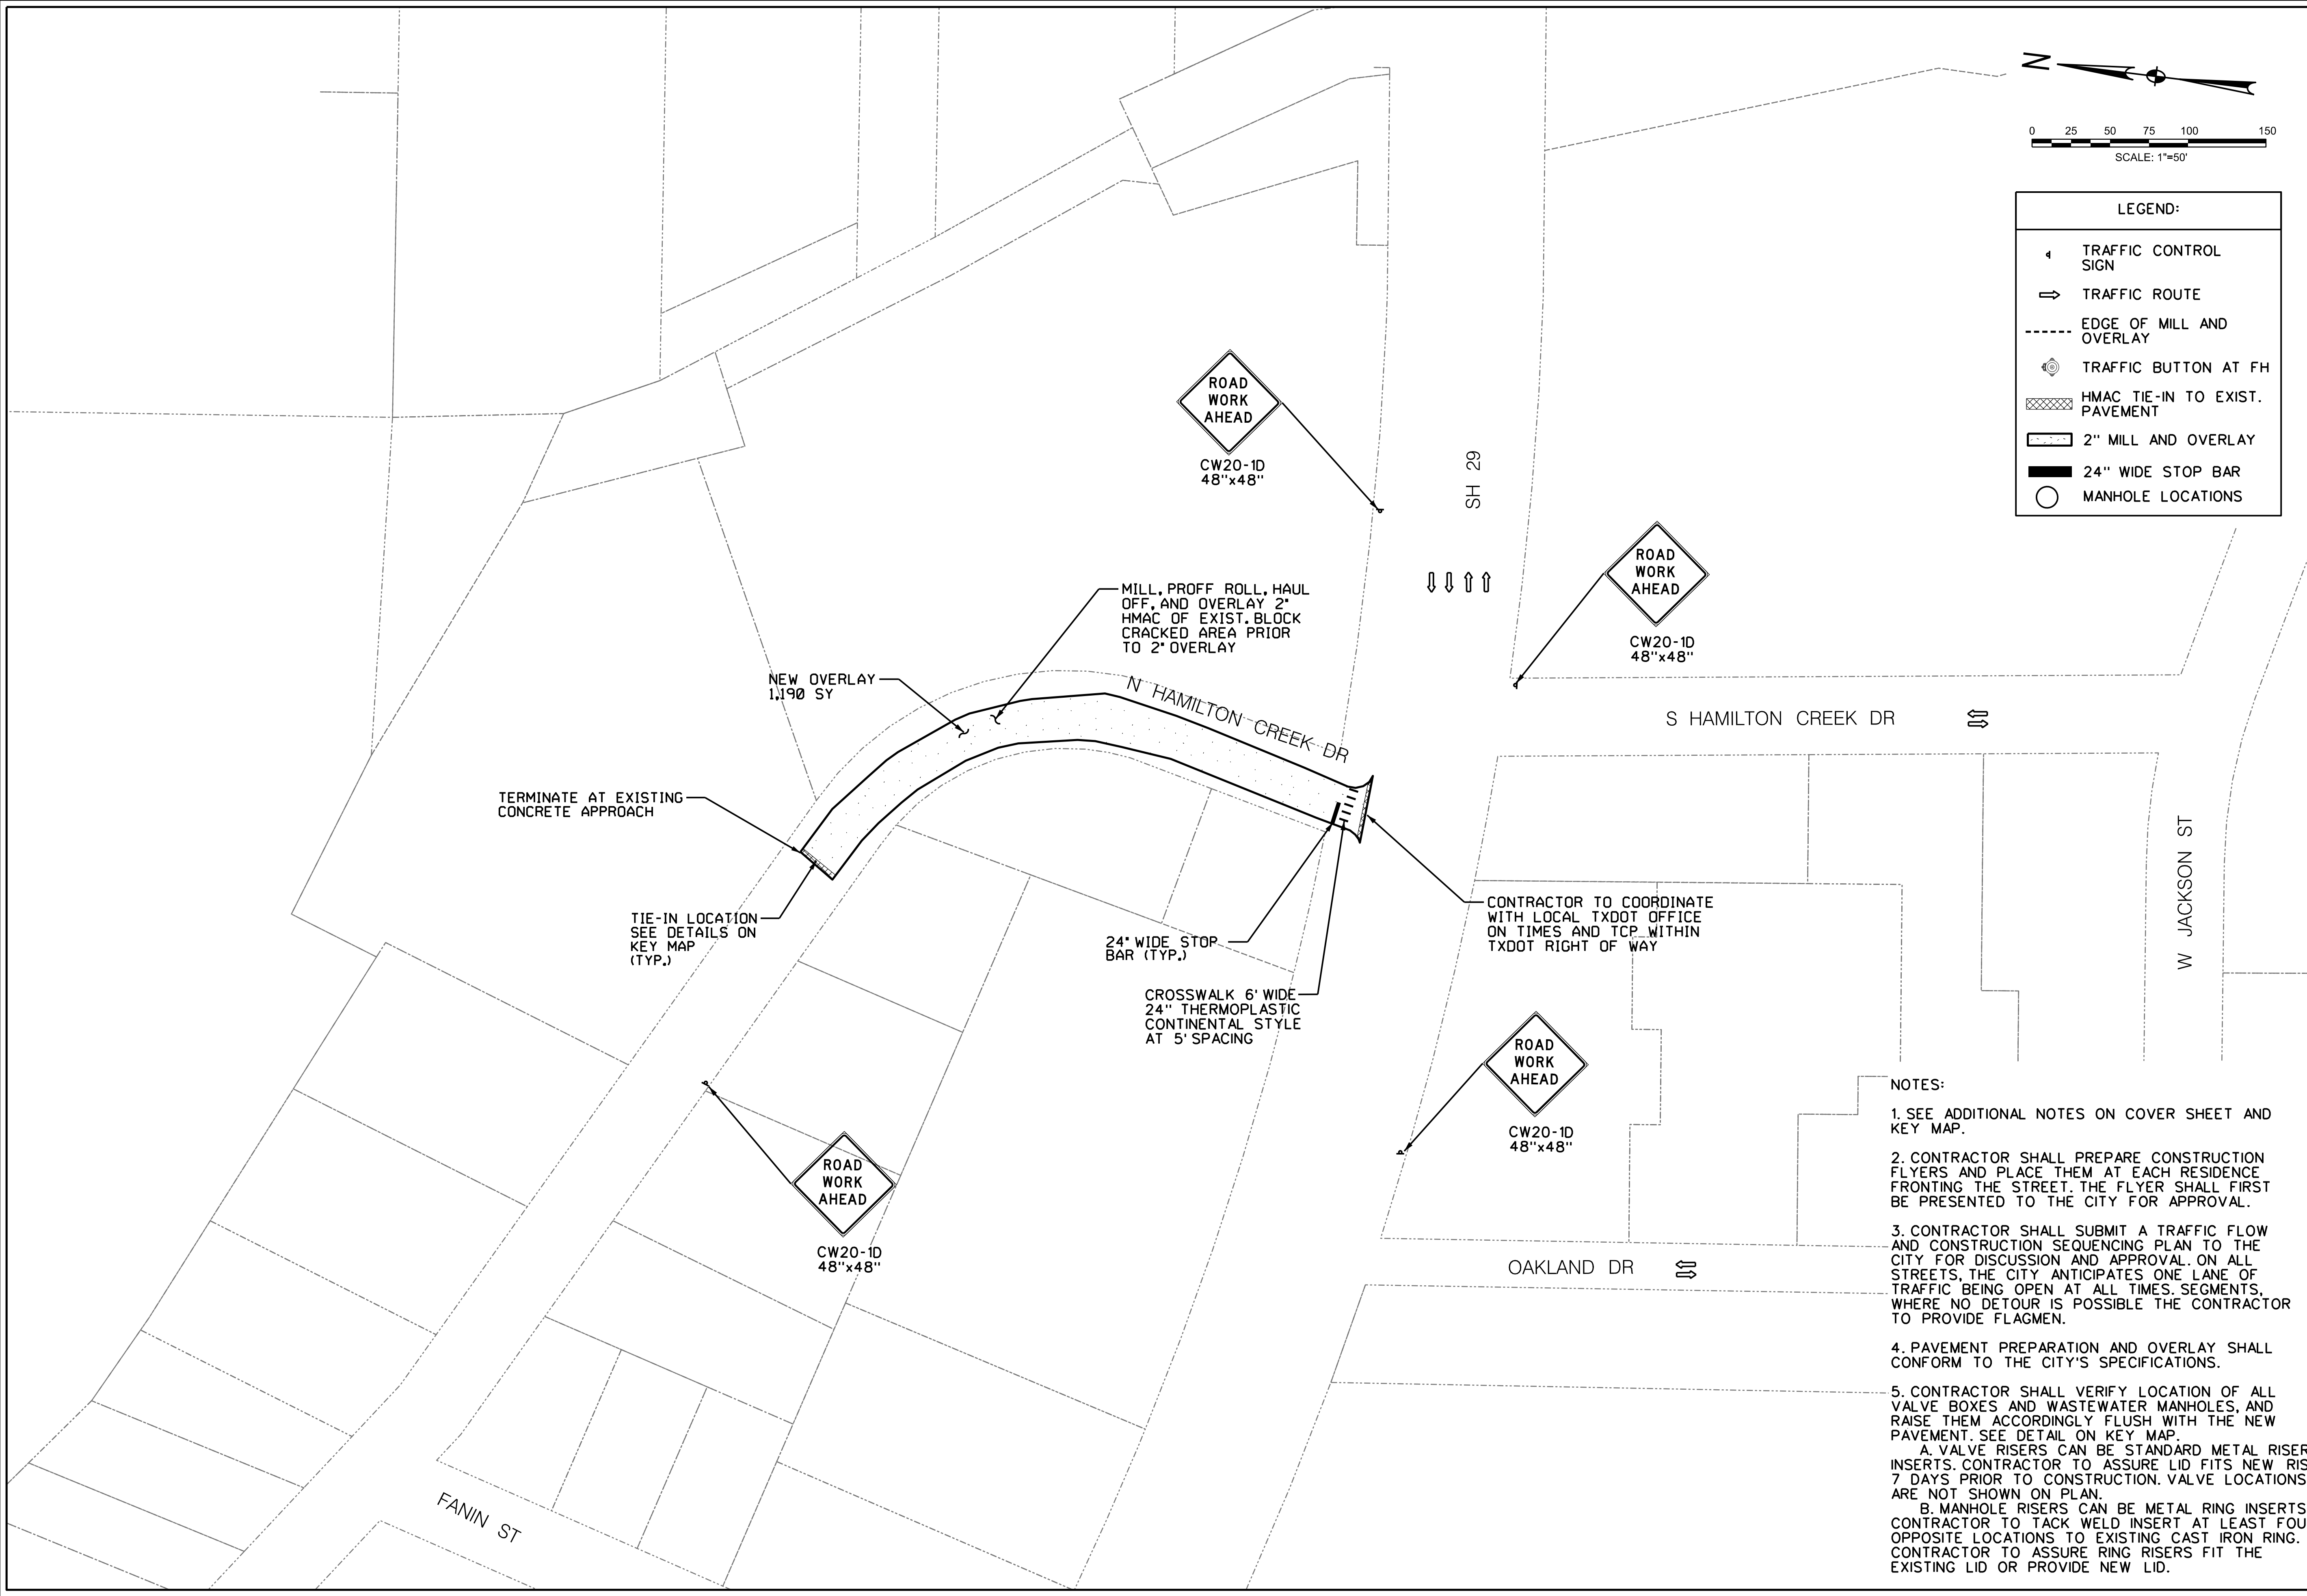 N
0 25 50 75 100 150
SCALE: 1"=50'
LEGEND:
TRAFFIC CONTROL
SIGN
TRAFFIC ROUTE
EDGE OF MILL AND
OVERLAY
TRAFFIC BUTTON AT FH
HMAC TIE-IN TO EXIST.
PAVEMENT
2" MILL AND OVERLAY
24" WIDE STOP BAR
MANHOLE LOCATIONS
ROAD
WORK
AHEAD
CW20-1D
48"x48"
SH 29
ROAD
WORK
AHEAD
CW20-1D
48"x48"
MILL, PROFF ROLL, HAUL
OFF, AND OVERLAY 2"
HMAC OF EXIST. BLOCK
CRACKED AREA PRIOR
TO 2" OVERLAY
NEW OVERLAY
1,190 SY
N HAMILTON CREEK DR
S HAMILTON CREEK DR
TERMINATE AT EXISTING
CONCRETE APPROACH
W JACKSON ST
TIE-IN LOCATION
SEE DETAILS ON
KEY MAP
(TYP.)
24" WIDE STOP
BAR (TYP.)
CONTRACTOR TO COORDINATE
WITH LOCAL TXDOT OFFICE
ON TIMES AND TCP WITHIN
TXDOT RIGHT OF WAY
CROSSWALK 6' WIDE
24" THERMOPLASTIC
CONTINENTAL STYLE
AT 5' SPACING
ROAD
WORK
AHEAD
CW20-1D
48"x48"
ROAD
WORK
AHEAD
CW20-1D
48"x48"
OAKLAND DR
FANIN ST
NOTES:
1. SEE ADDITIONAL NOTES ON COVER SHEET AND
KEY MAP.
2. CONTRACTOR SHALL PREPARE CONSTRUCTION
FLYERS AND PLACE THEM AT EACH RESIDENCE
FRONTING THE STREET. THE FLYER SHALL FIRST
BE PRESENTED TO THE CITY FOR APPROVAL.
3. CONTRACTOR SHALL SUBMIT A TRAFFIC FLOW
AND CONSTRUCTION SEQUENCING PLAN TO THE
CITY FOR DISCUSSION AND APPROVAL. ON ALL
STREETS, THE CITY ANTICIPATES ONE LANE OF
TRAFFIC BEING OPEN AT ALL TIMES. SEGMENTS,
WHERE NO DETOUR IS POSSIBLE THE CONTRACTOR
TO PROVIDE FLAGMEN.
4. PAVEMENT PREPARATION AND OVERLAY SHALL
CONFORM TO THE CITY'S SPECIFICATIONS.
5. CONTRACTOR SHALL VERIFY LOCATION OF ALL
VALVE BOXES AND WASTEWATER MANHOLES, AND
RAISE THEM ACCORDINGLY FLUSH WITH THE NEW
PAVEMENT. SEE DETAIL ON KEY MAP.
A. VALVE RISERS CAN BE STANDARD METAL RISER
INSERTS. CONTRACTOR TO ASSURE LID FITS NEW
7 DAYS PRIOR TO CONSTRUCTION. VALVE LOCATIONS
ARE NOT SHOWN ON PLAN.
B. MANHOLE RISERS CAN BE METAL RING INSERTS
CONTRACTOR TO TACK WELD INSERT AT LEAST
OPPOSITE LOCATIONS TO EXISTING CAST IRON RING.
CONTRACTOR TO ASSURE RING RISERS FIT THE
EXISTING LID OR PROVIDE NEW LID.